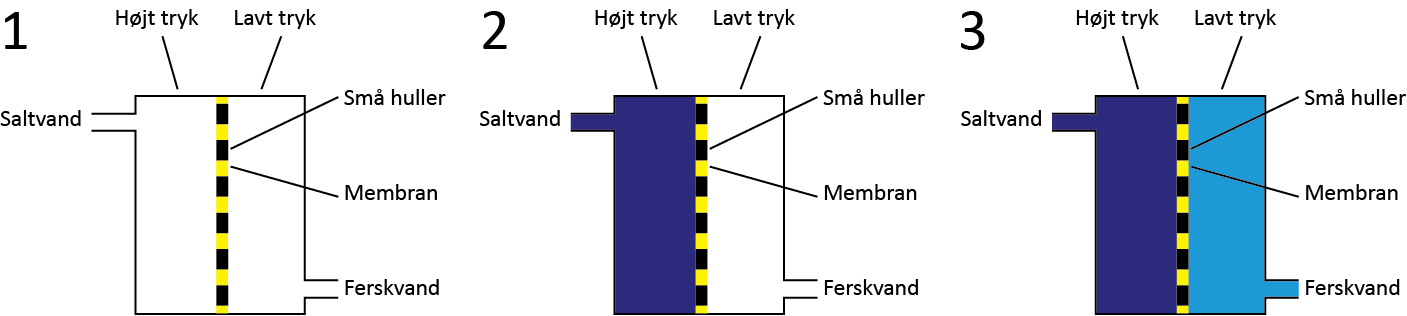 1
Højt tryk
Lavt tryk
Saltvand
Små huller
Membran
Ferskvand
2
Højt tryk
Lavt tryk
Saltvand
Små huller
Membran
Ferskvand
3
Højt tryk
Lavt tryk
Saltvand
Små huller
Membran
Ferskvand